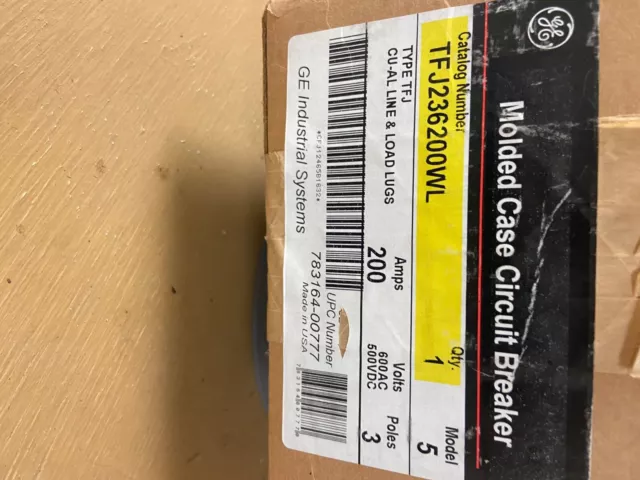 GE
Molded Case Circuit Breaker
Catalog Number Qty. Model
TFJ236200WL 1 5
TYPE TFJ Amps Volts Poles
CU-AL LINE & LOAD LUGS 200 600AC 3
500VDC
UPC Number
783164-00777
Made in USA
GE Industrial Systems